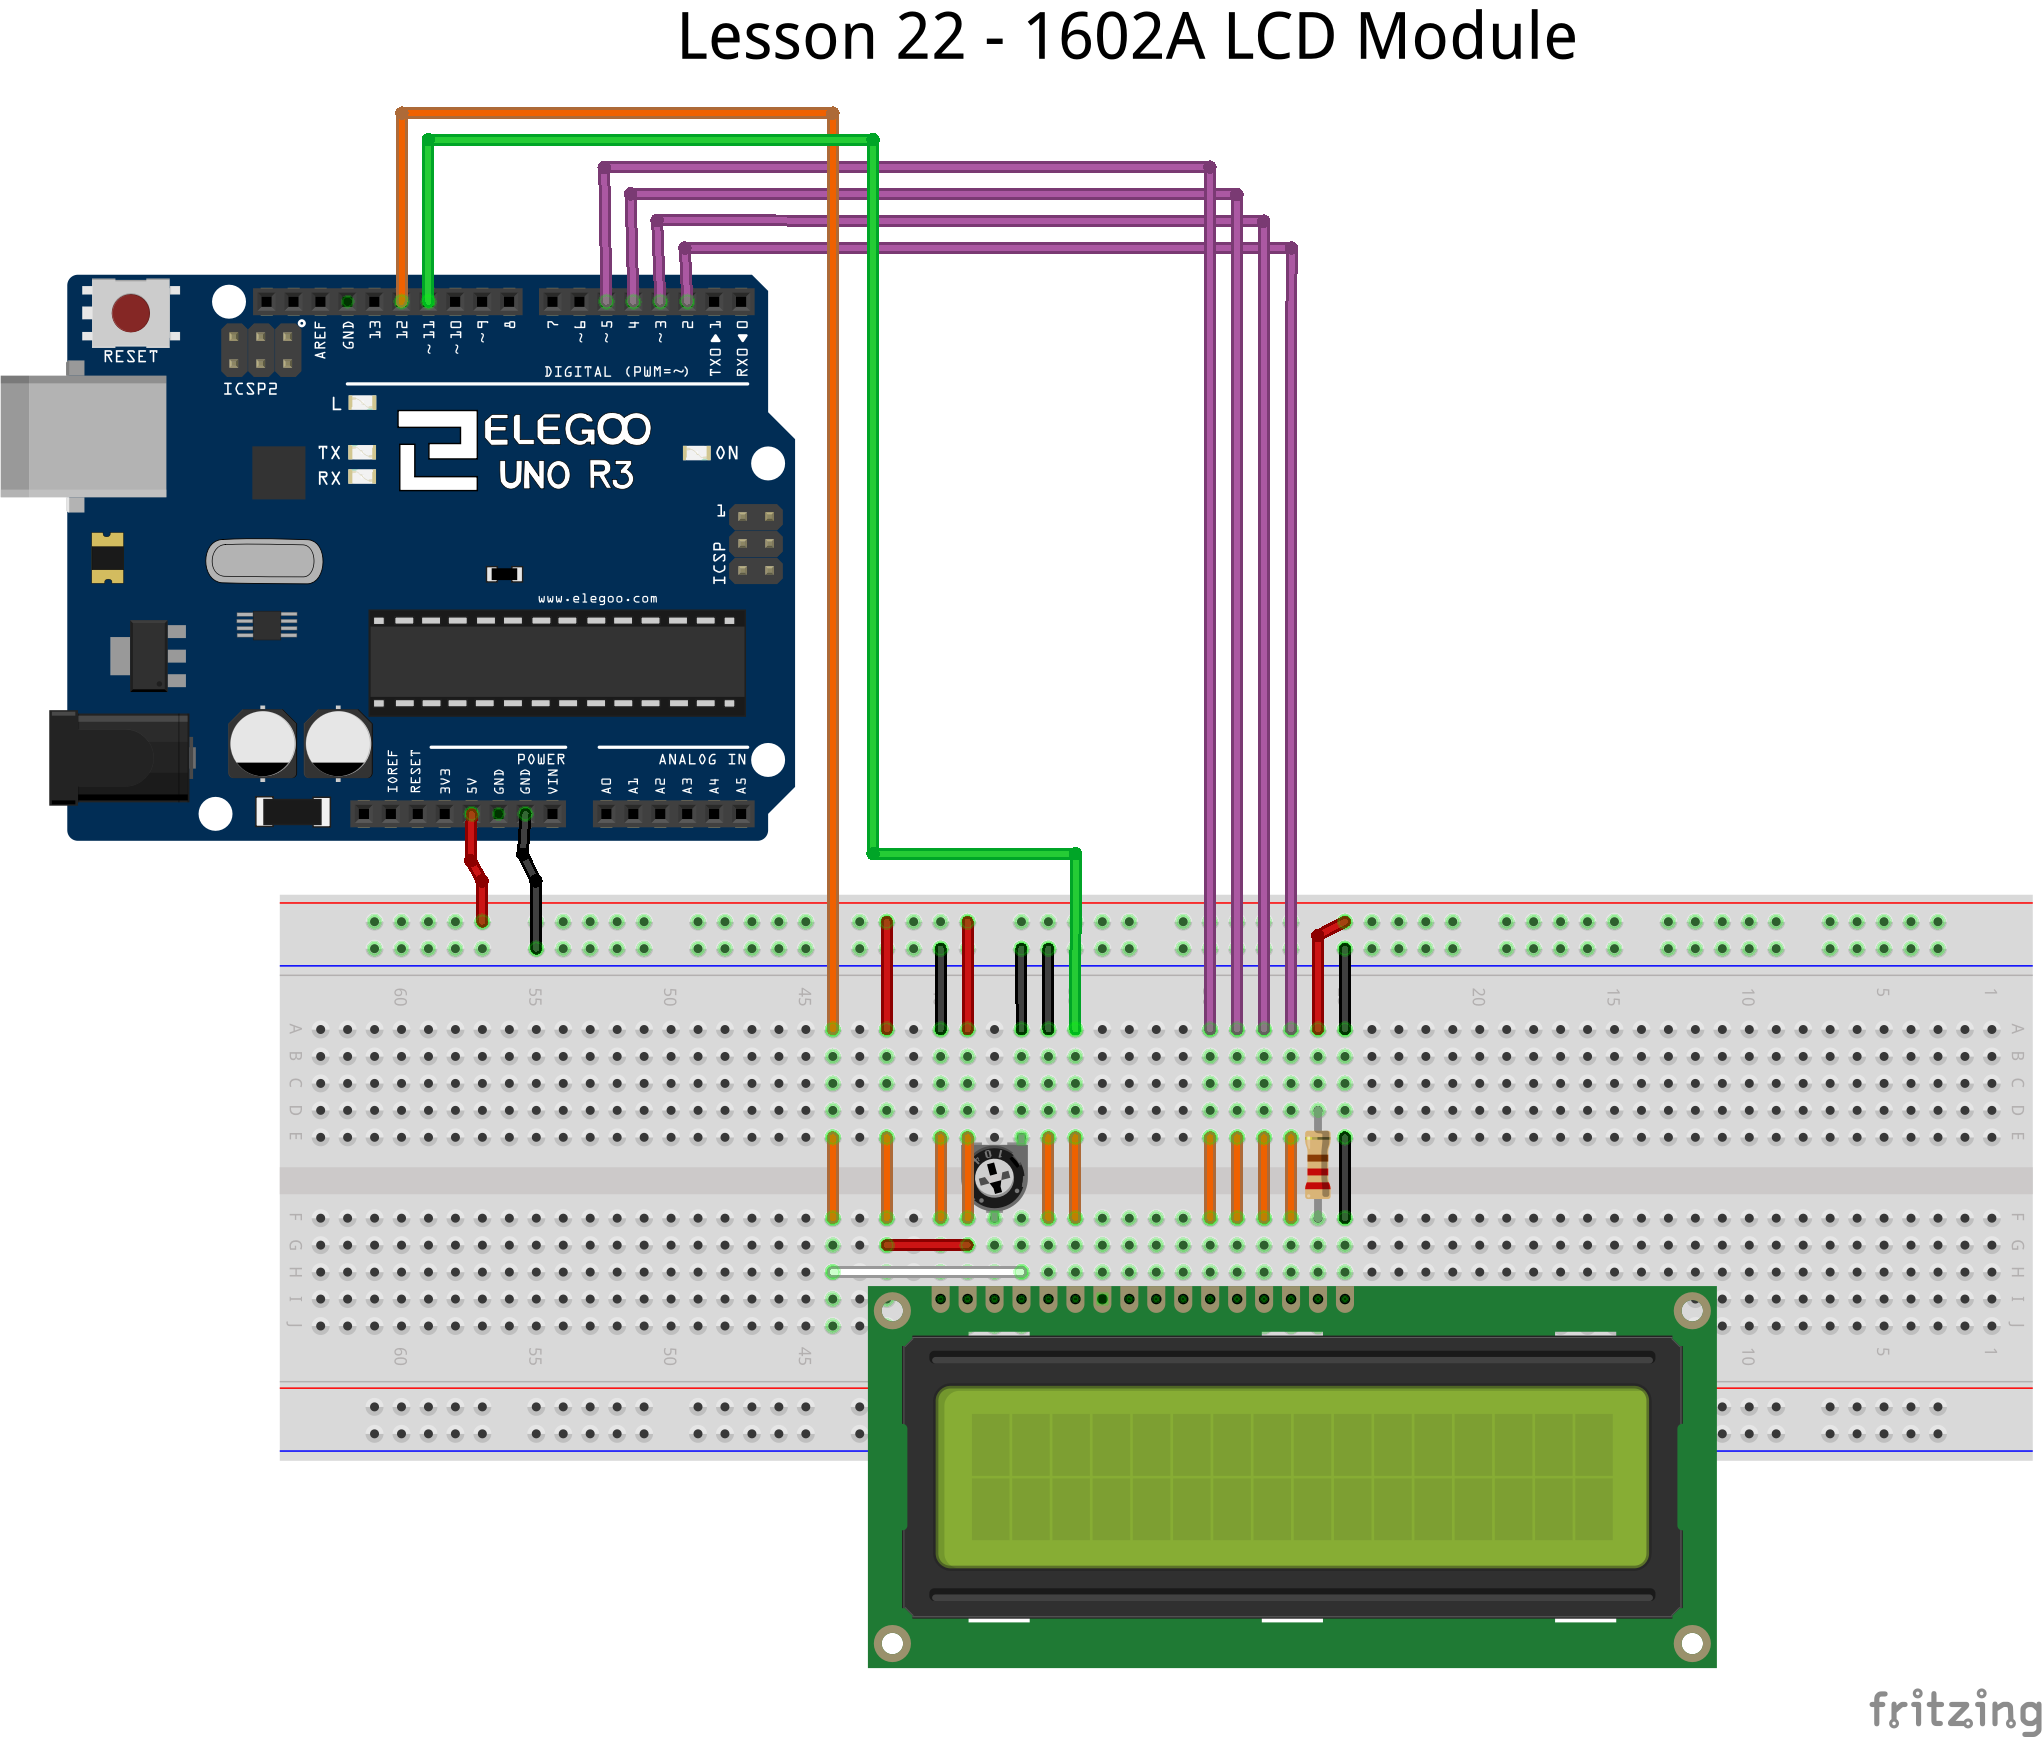 Lesson 22 - 1602A LCD Module
RESET
ICSP2
AREF
GND
13
12
~11
~10
~9
8
7
~6
~5
4
~3
2
TX0▶1
RX0◀0
DIGITAL (PWM=~)
L
TX
RX
ELEGOO
UNO R3
ON
1
ICSP
www.elegoo.com
POWER
ANALOG IN
IOREF
RESET
3V3
5V
GND
GND
VIN
A0
A1
A2
A3
A4
A5
60
55
50
45
20
15
10
5
1
A
B
C
D
E
A
B
C
D
E
104
F
G
H
I
J
F
G
H
I
J
60
55
50
45
10
5
1
fritzing